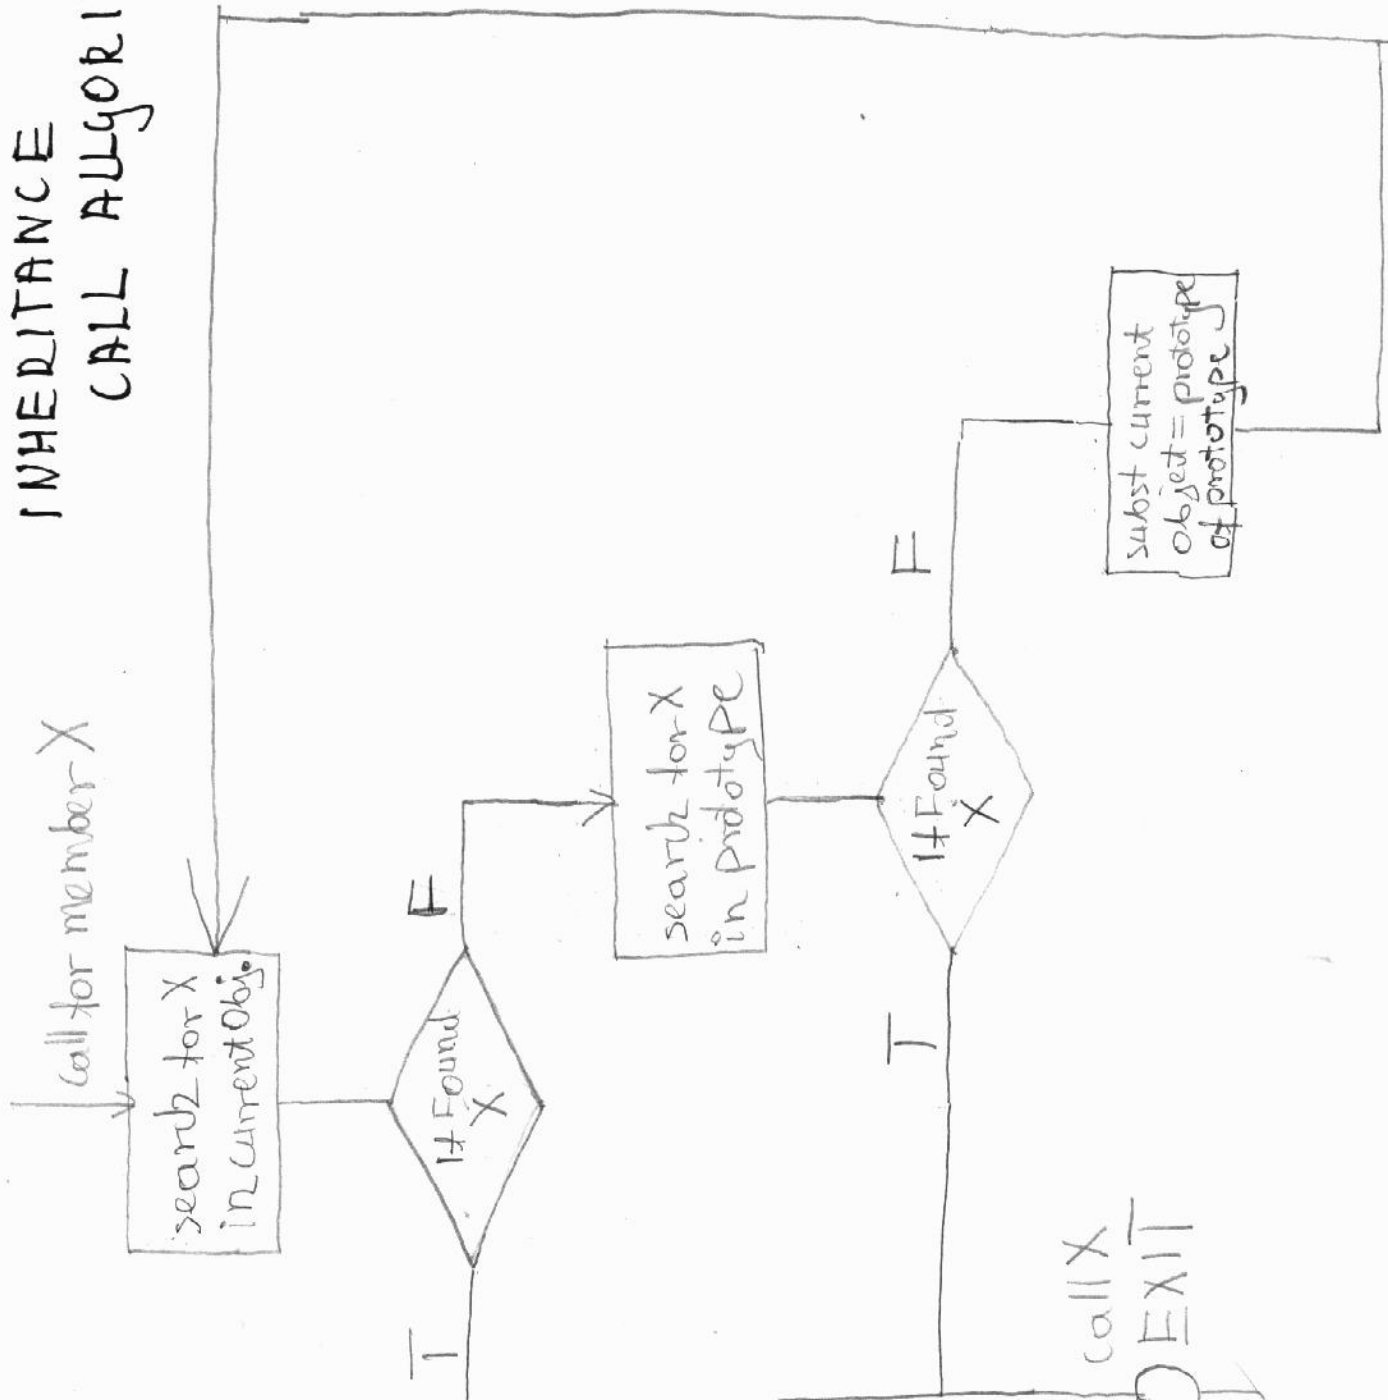 INHERITANCE
CALL ALLGORI
Call for member X
search for X
in current Obj.
If Found
X
T
F
search for X
in prototype
If Found
X
T
F
subst current
object = prototype
of prototype
call X
EXIT